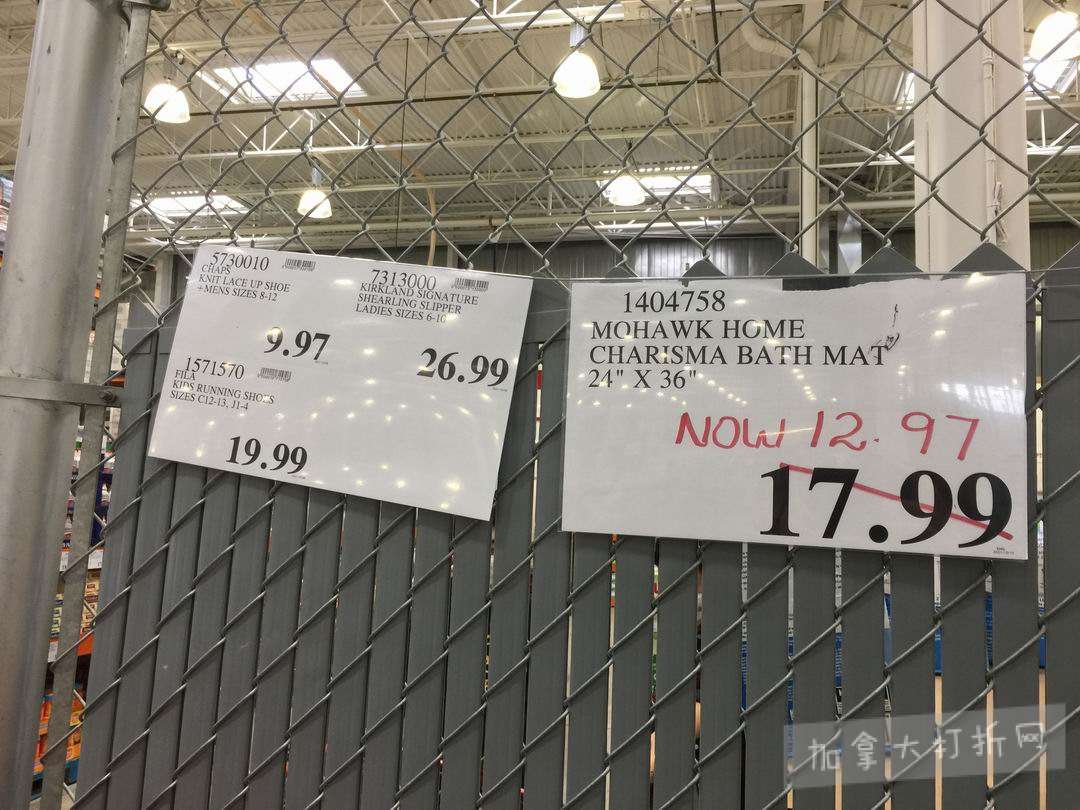 5730010
CHAPS
KNIT LACE UP SHOE
+MENS SIZES 8-12
9.97
7313000
KIRKLAND SIGNATURE
SHEARLING SLIPPER
LADIES SIZES 6-10
26.99
1571570
FILA
KIDS RUNNING SHOES
SIZES C12-13, J1-4
19.99
1404758
MOHAWK HOME
CHARISMA BATH MAT
24" X 36"
NOW 12.97
17.99
加拿大打折网